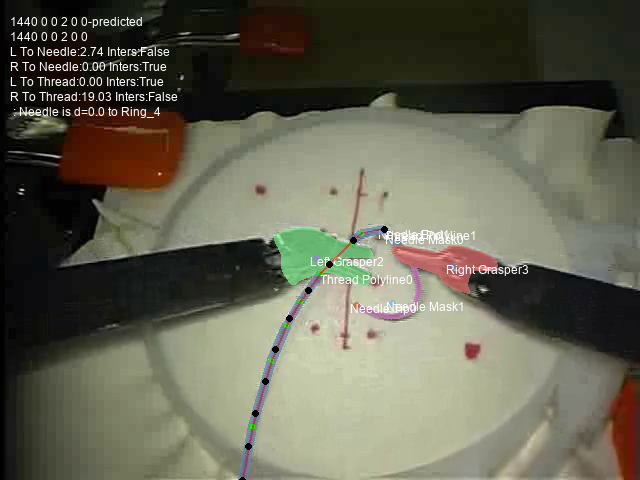 1440 0 0 2 0 0-predicted
1440 0 0 2 0 0
L To Needle:2.74 Inters:False
R To Needle:0.00 Inters:True
L To Thread:0.00 Inters:True
R To Thread:19.03 Inters:False
: Needle is d=0.0 to Ring_4
Needle Mask0
Left Grasper2
Right Grasper3
Thread Polyline0
Needle Mask1